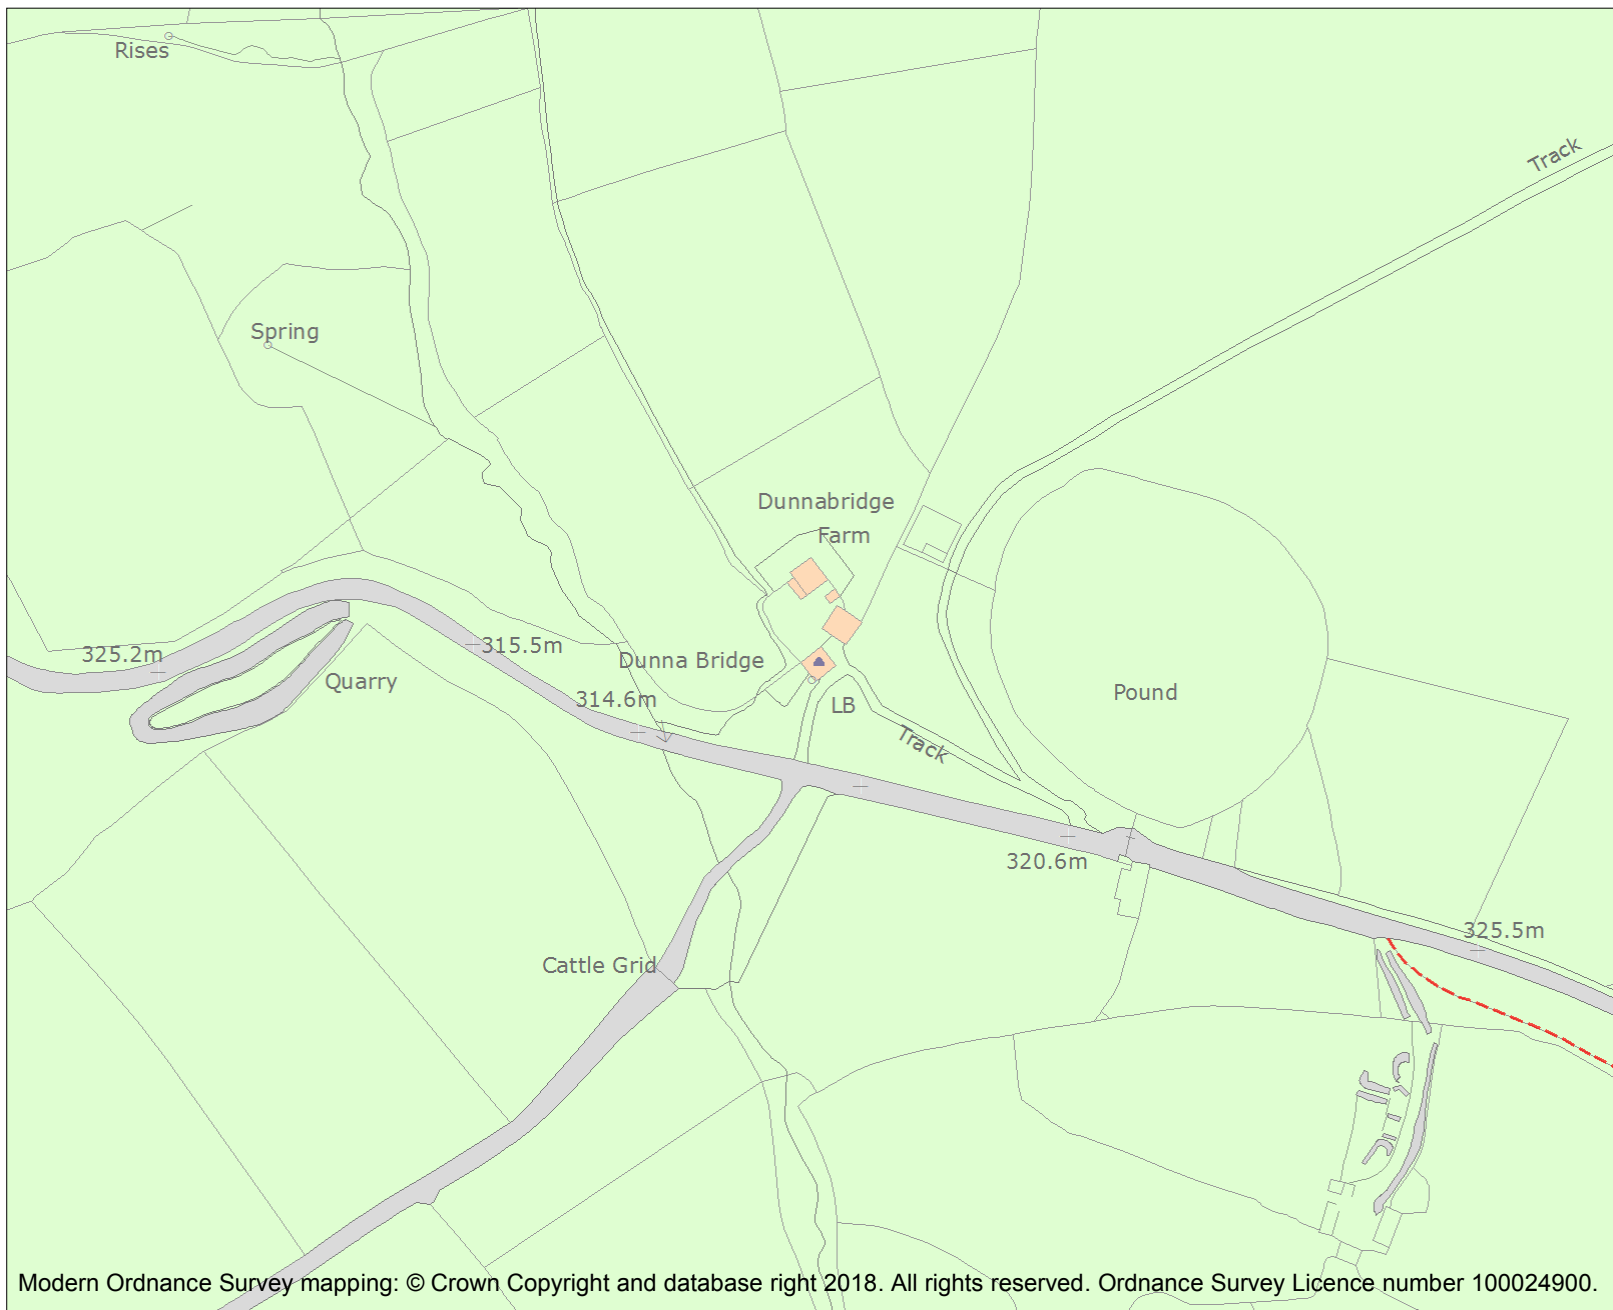 Rises
Track
Spring
Dunnabridge
Farm
325.2m
315.5m
Dunna Bridge
Quarry
314.6m
LB
Pound
Track
320.6m
325.5m
Cattle Grid
Modern Ordnance Survey mapping: © Crown Copyright and database right 2018. All rights reserved. Ordnance Survey Licence number 100024900.